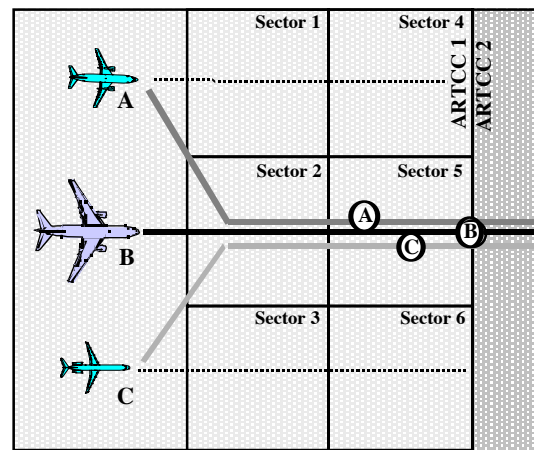 Sector 1
Sector 4
ARTCC 1
ARTCC 2
A
Sector 2
Sector 5
A
B
B
C
Sector 3
Sector 6
C